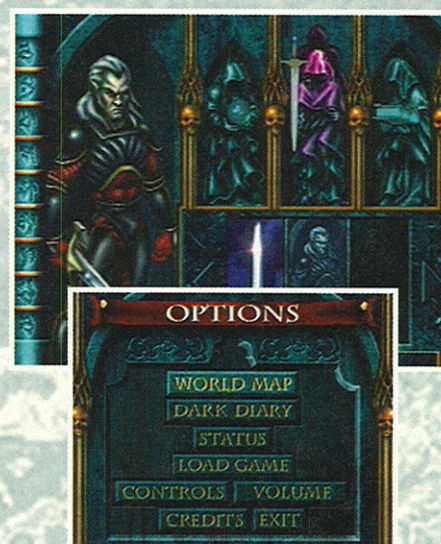 OPTIONS
WORLD MAP
DARK DIARY
STATUS
LOAD GAME
CONTROLS VOLUME
CREDITS EXIT